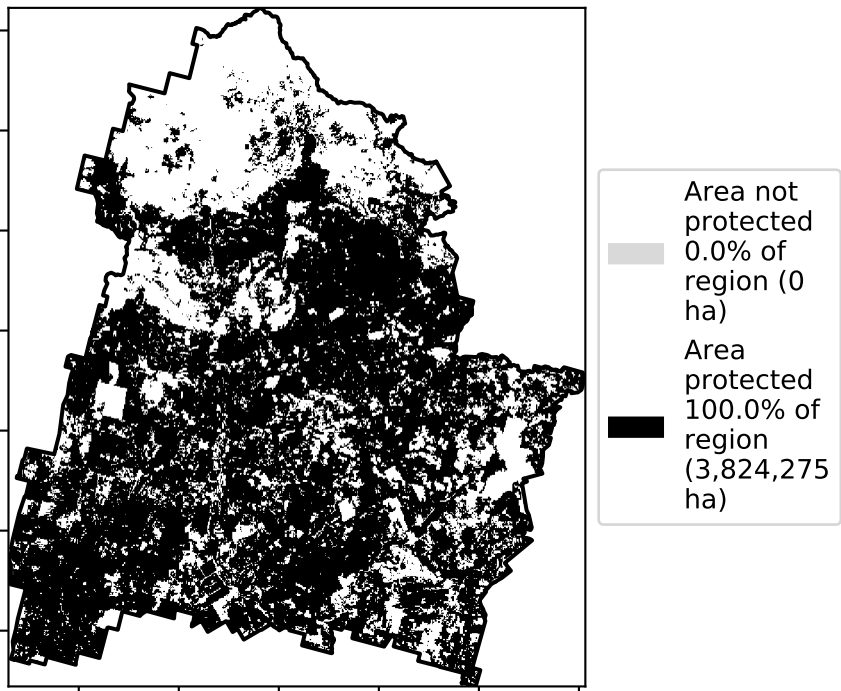 Area not
protected
0.0% of
region (0
ha)
Area
protected
100.0% of
region
(3,824,275
ha)